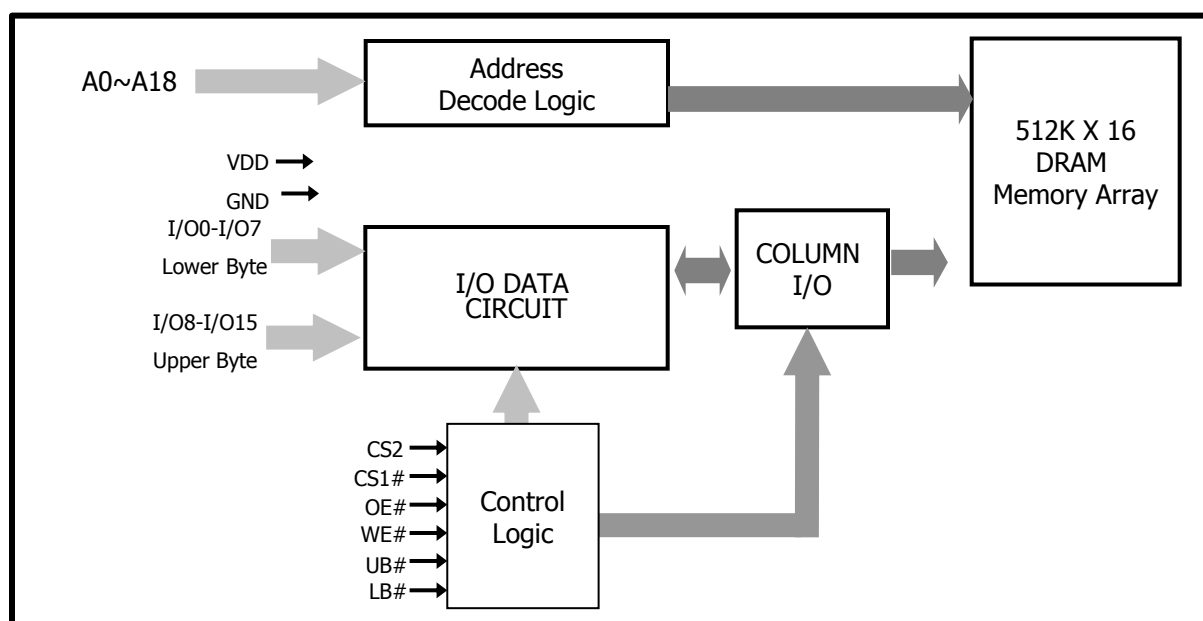 A0~A18
Address
Decode Logic
512K X 16
DRAM
Memory Array
VDD
GND
I/O0-I/O7
Lower Byte
I/O8-I/O15
Upper Byte
I/O DATA
CIRCUIT
COLUMN
I/O
CS2
CS1#
OE#
WE#
UB#
LB#
Control
Logic